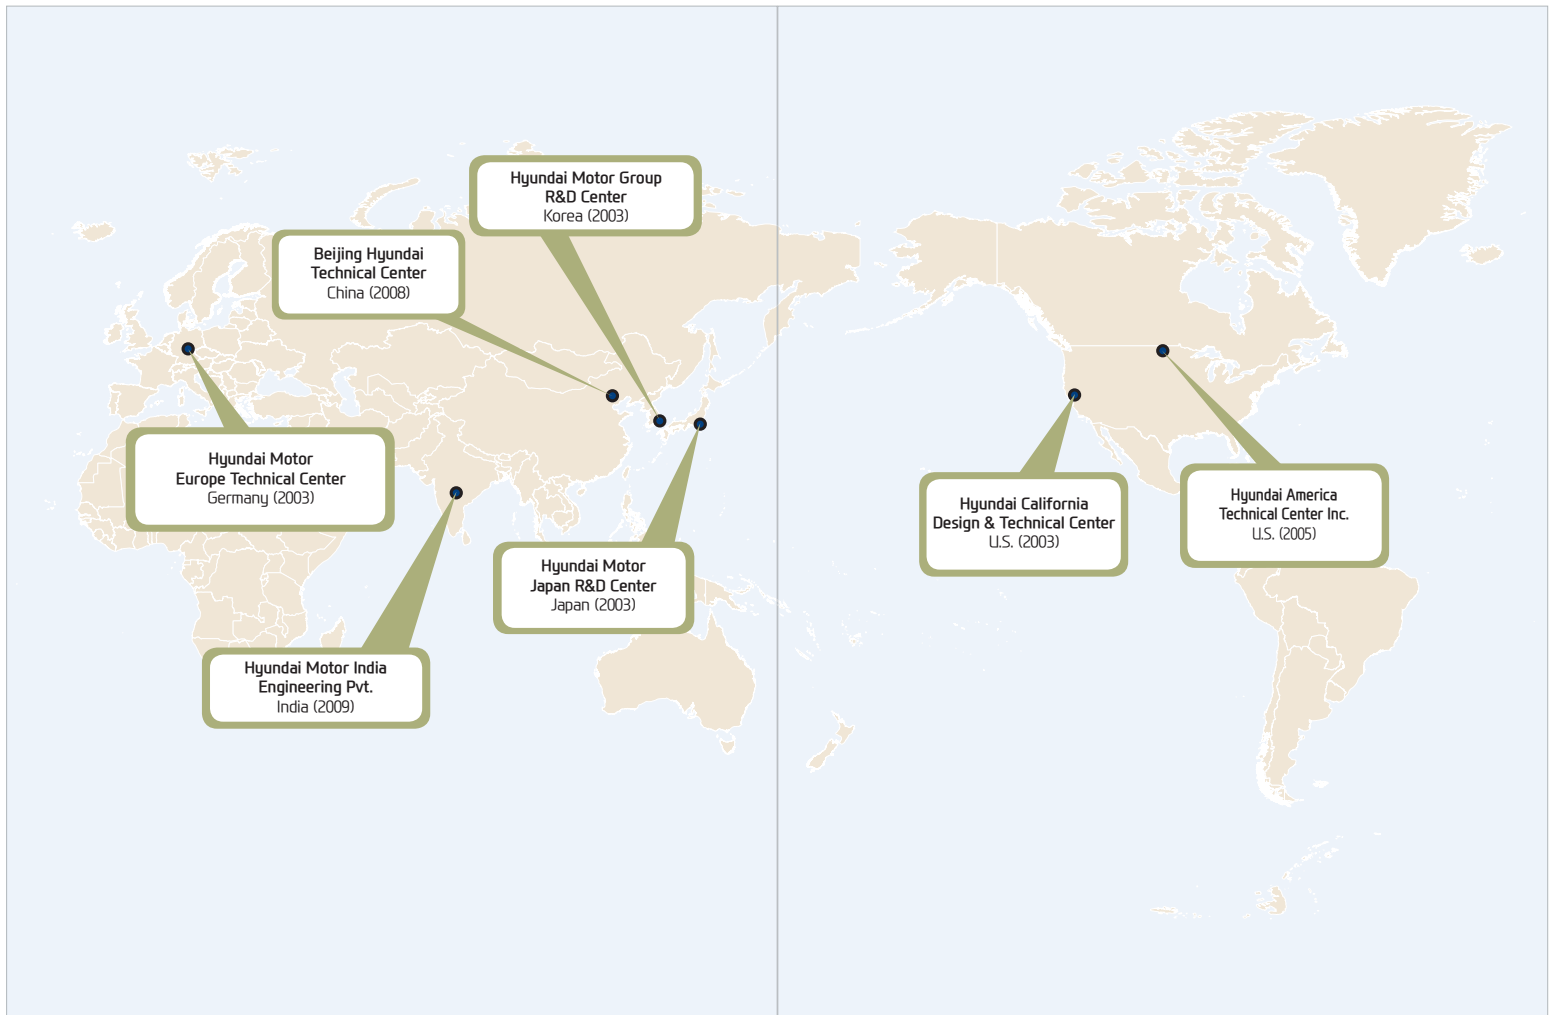 Hyundai Motor Group
R&D Center
Korea (2003)
Beijing Hyundai
Technical Center
China (2008)
Hyundai Motor
Europe Technical Center
Germany (2003)
Hyundai Motor
Japan R&D Center
Japan (2003)
Hyundai Motor India
Engineering Pvt.
India (2009)
Hyundai California
Design & Technical Center
U.S. (2003)
Hyundai America
Technical Center Inc.
U.S. (2005)